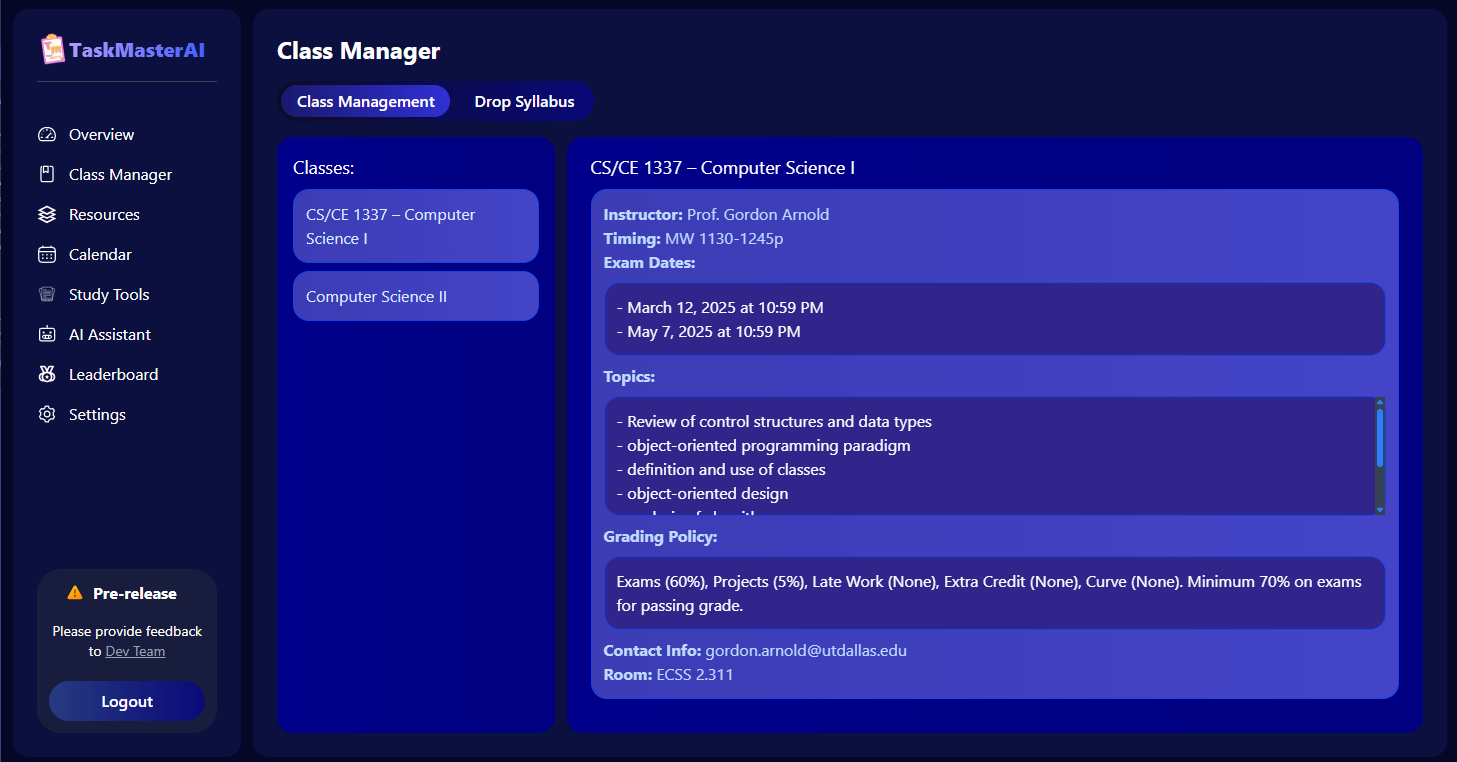 TaskMasterAI
Overview
Class Manager
Resources
Calendar
Study Tools
AI Assistant
Leaderboard
Settings
Pre-release
Please provide feedback
to Dev Team
Logout
Class Manager
Class Management
Drop Syllabus
Classes:
CS/CE 1337 – Computer
Science I
Computer Science II
CS/CE 1337 – Computer Science I
Instructor: Prof. Gordon Arnold
Timing: MW 1130-1245p
Exam Dates:
- March 12, 2025 at 10:59 PM
- May 7, 2025 at 10:59 PM
Topics:
- Review of control structures and data types
- object-oriented programming paradigm
- definition and use of classes
- object-oriented design
Grading Policy:
Exams (60%), Projects (5%), Late Work (None), Extra Credit (None), Curve (None). Minimum 70% on exams
for passing grade.
Contact Info: gordon.arnold@utdallas.edu
Room: ECSS 2.311